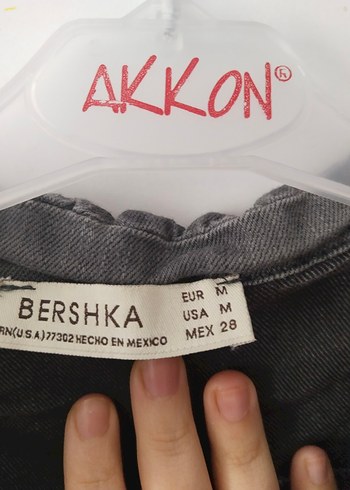 AKKON®
BERSHKA
RN(U.S.A)77302 HECHO EN MEXICO
EUR M
USA M
MEX 28